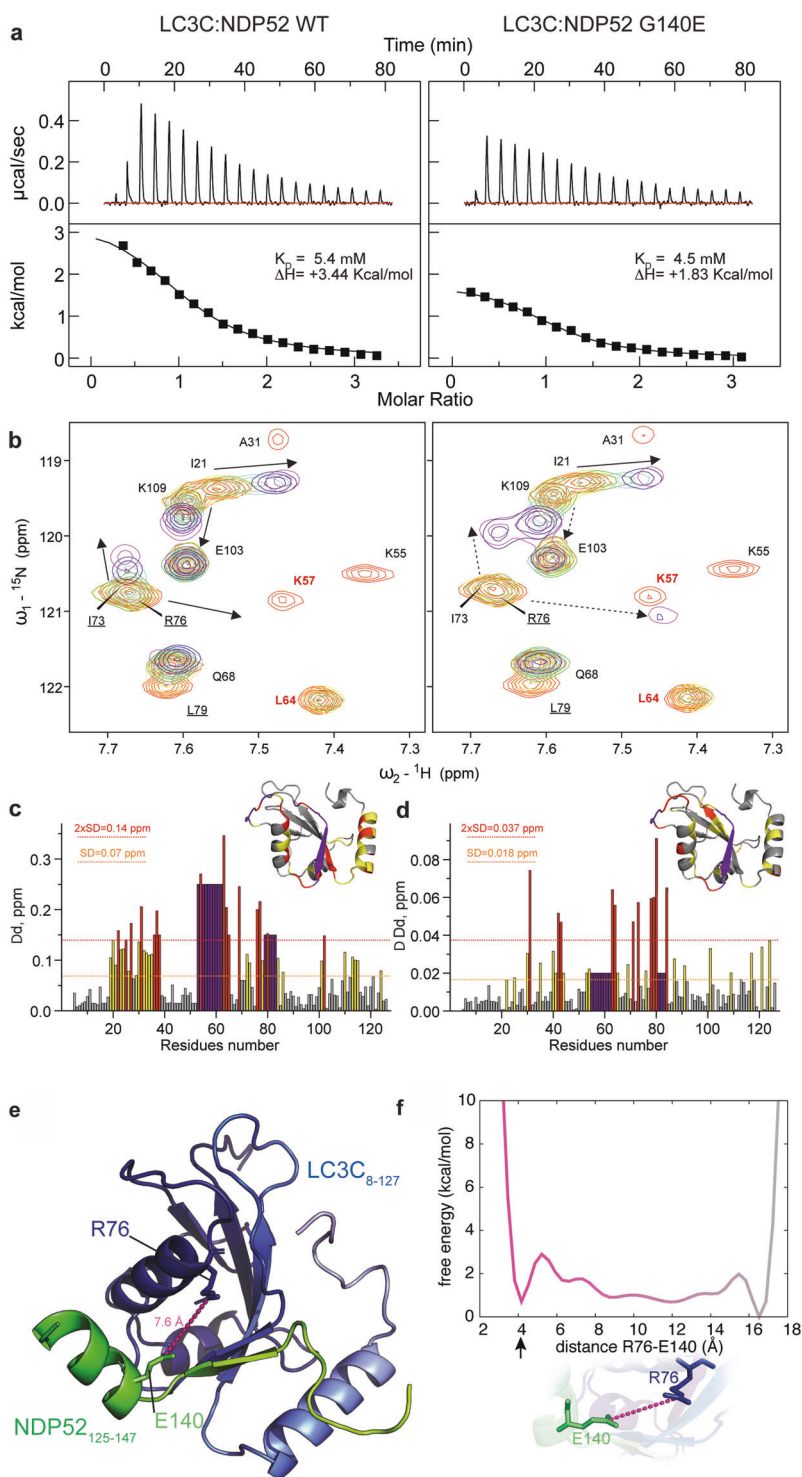 LC3C:NDP52 WT
LC3C:NDP52 G140E
a
Time (min)
0 10 20 30 40 50 60 70 80
0 10 20 30 40 50 60 70 80
µcal/sec
0.4
0.2
0.0
kcal/mol
3
2
1
0
K_D = 5.4 mM
ΔH= +3.44 Kcal/mol
K_D = 4.5 mM
ΔH= +1.83 Kcal/mol
0 1 2 3
0 1 2 3
Molar Ratio
b
ω₁ - ¹⁵N (ppm)
119
120
121
122
A31
I21
K109
E103
K55
K57
I73
R76
Q68
L64
L79
A31
I21
K109
E103
K55
K57
I73
R76
Q68
L64
L79
7.7 7.6 7.5 7.4 7.3
7.7 7.6 7.5 7.4 7.3
ω₂ - ¹H (ppm)
c
2xSD=0.14 ppm
SD=0.07 ppm
Dd, ppm
0.3
0.2
0.1
0.0
20 40 60 80 100 120
Residues number
d
2xSD=0.037 ppm
SD=0.018 ppm
D Dd, ppm
0.10
0.08
0.06
0.04
0.02
0.00
20 40 60 80 100 120
Residues number
e
LC3C₈₋₁₂₇
R76
7.6 Å
NDP52₁₂₅₋₁₄₇
E140
f
free energy (kcal/mol)
10
8
6
4
2
0
2 4 6 8 10 12 14 16 18
distance R76-E140 (Å)
R76
E140